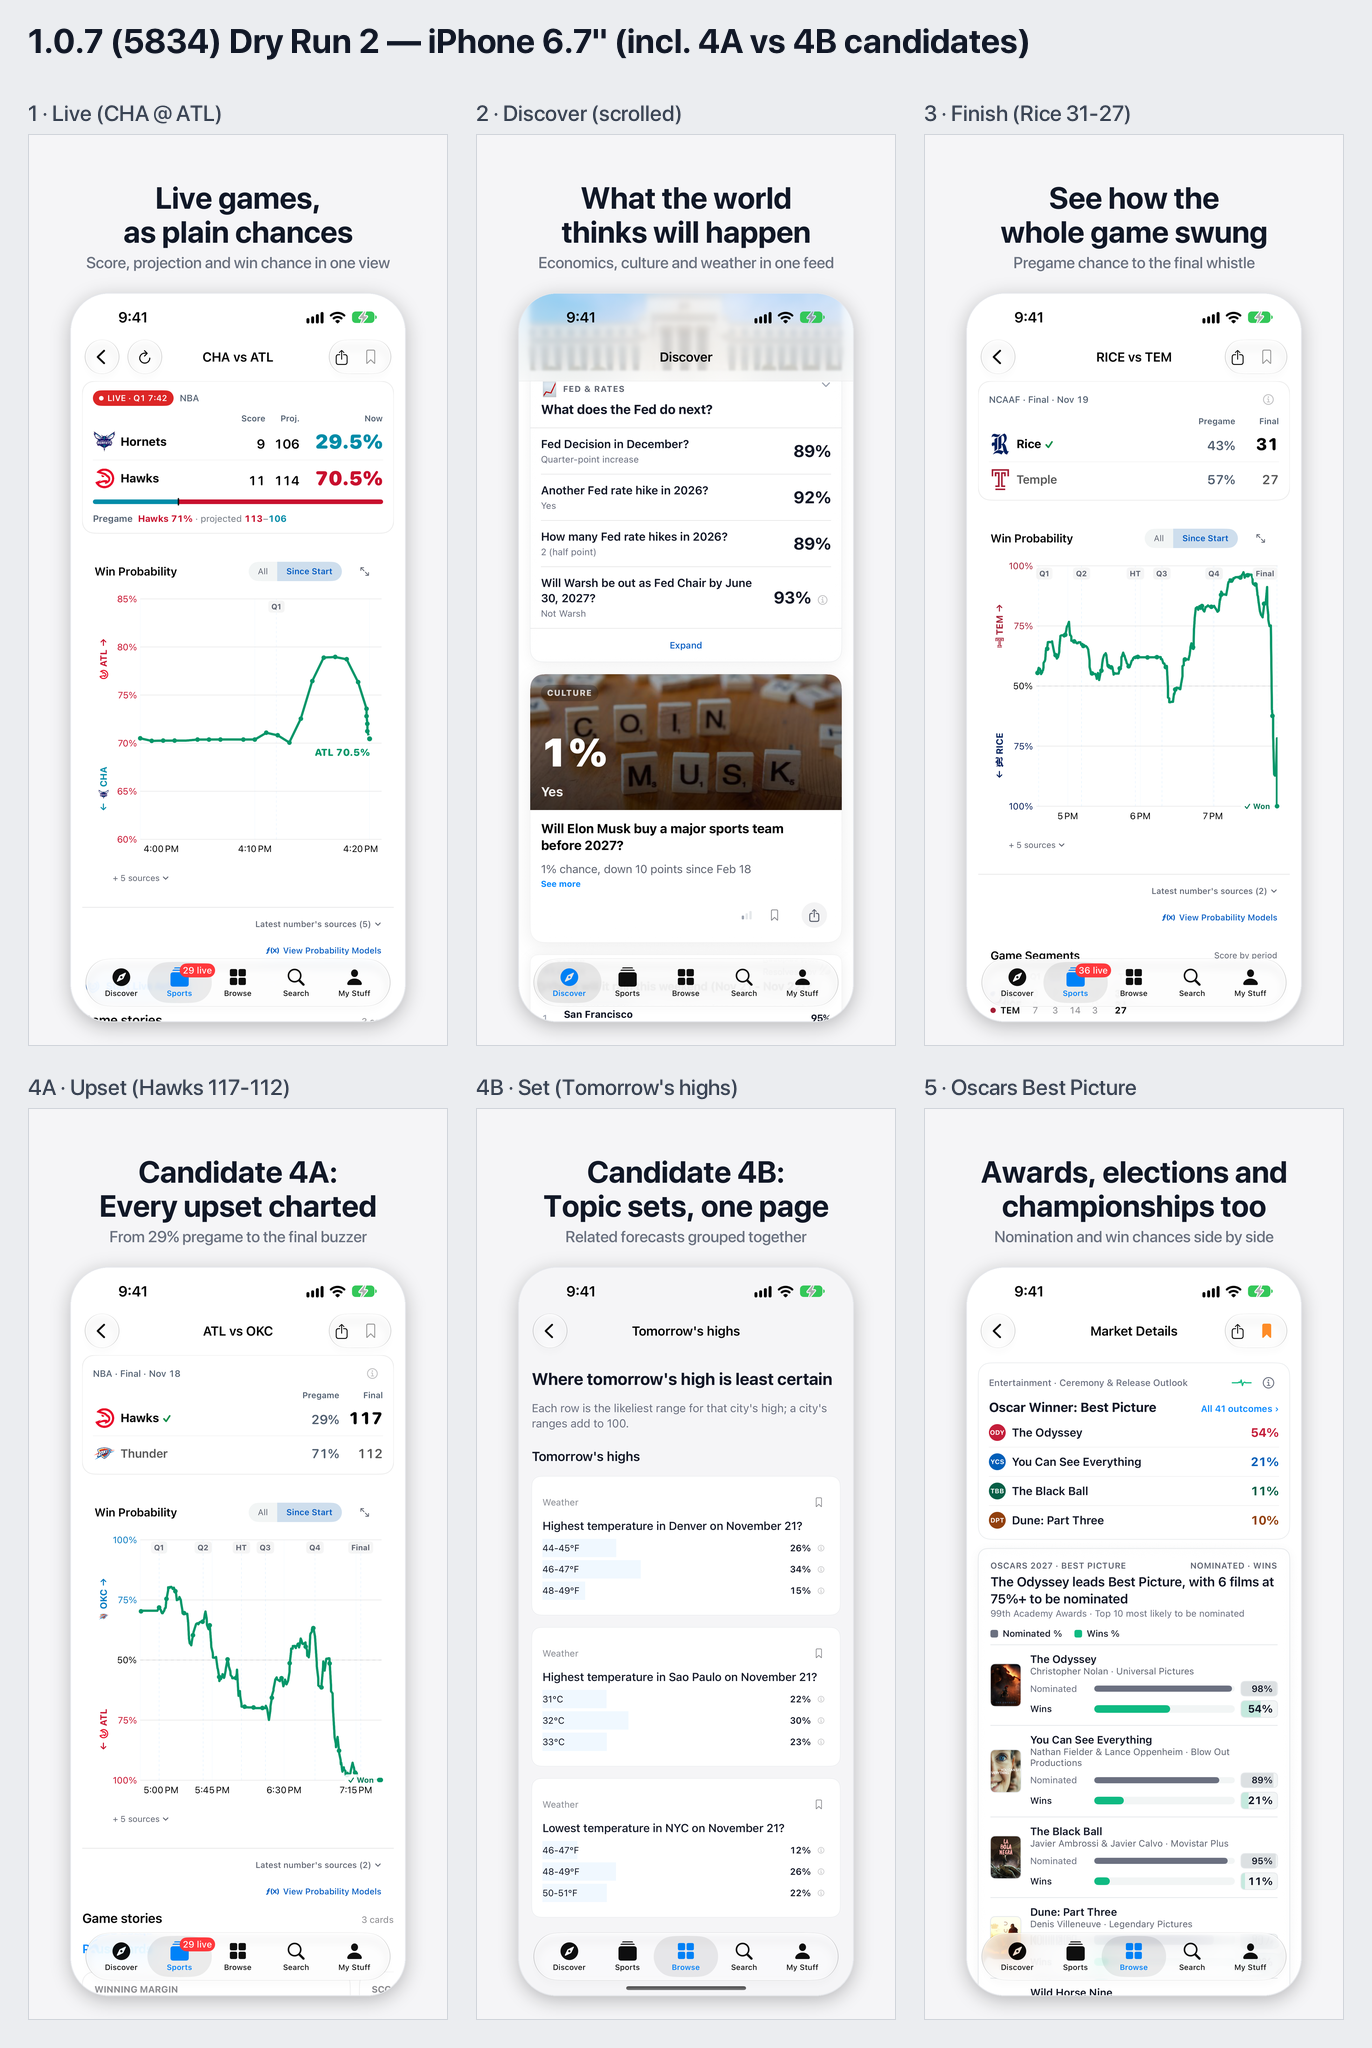 1.0.7 (5834) Dry Run 2 — iPhone 6.7" (incl. 4A vs 4B candidates)
1 · Live (CHA @ ATL)
Live games,
as plain chances
Score, projection and win chance in one view
9:41
CHA vs ATL
LIVE · Q1 7:42 NBA
Score Proj. Now
Hornets 9 106 29.5%
Hawks 11 114 70.5%
Pregame Hawks 71% · projected 113–106
Win Probability All Since Start
85%
Q1
80%
ATL →
75%
70%
ATL 70.5%
← CHA
65%
60%
4:00 PM 4:10 PM 4:20 PM
+ 5 sources
Latest number's sources (5)
f(x) View Probability Models
29 live
Discover Sports Browse Search My Stuff
2 · Discover (scrolled)
What the world
thinks will happen
Economics, culture and weather in one feed
9:41
Discover
FED & RATES
What does the Fed do next?
Fed Decision in December? 89%
Quarter-point increase
Another Fed rate hike in 2026? 92%
Yes
How many Fed rate hikes in 2026? 89%
2 (half point)
Will Warsh be out as Fed Chair by June
30, 2027? 93%
Not Warsh
Expand
CULTURE
COIN
1%
MUSK
Yes
Will Elon Musk buy a major sports team
before 2027?
1% chance, down 10 points since Feb 18
See more
Discover Sports Browse Search My Stuff
1 San Francisco 95%
3 · Finish (Rice 31-27)
See how the
whole game swung
Pregame chance to the final whistle
9:41
RICE vs TEM
NCAAF · Final · Nov 19
Pregame Final
Rice ✓ 43% 31
Temple 57% 27
Win Probability All Since Start
100%
Q1 Q2 HT Q3 Q4 Final
TEM →
75%
50%
← RICE
75%
100%
✓ Won
5 PM 6 PM 7 PM
+ 5 sources
Latest number's sources (2)
f(x) View Probability Models
Game Segments Score by period
36 live
Discover Sports Browse Search My Stuff
TEM 7 3 14 3 27
4A · Upset (Hawks 117-112)
Candidate 4A:
Every upset charted
From 29% pregame to the final buzzer
9:41
ATL vs OKC
NBA · Final · Nov 18
Pregame Final
Hawks ✓ 29% 117
Thunder 71% 112
Win Probability All Since Start
100%
Q1 Q2 HT Q3 Q4 Final
OKC →
75%
50%
← ATL
75%
100%
✓ Won
5:00 PM 5:45 PM 6:30 PM 7:15 PM
+ 5 sources
Latest number's sources (2)
f(x) View Probability Models
Game stories 3 cards
29 live
Discover Sports Browse Search My Stuff
WINNING MARGIN
4B · Set (Tomorrow's highs)
Candidate 4B:
Topic sets, one page
Related forecasts grouped together
9:41
Tomorrow's highs
Where tomorrow's high is least certain
Each row is the likeliest range for that city's high; a city's
ranges add to 100.
Tomorrow's highs
Weather
Highest temperature in Denver on November 21?
44-45°F 26%
46-47°F 34%
48-49°F 15%
Weather
Highest temperature in Sao Paulo on November 21?
31°C 22%
32°C 30%
33°C 23%
Weather
Lowest temperature in NYC on November 21?
46-47°F 12%
48-49°F 26%
50-51°F 22%
Discover Sports Browse Search My Stuff
5 · Oscars Best Picture
Awards, elections and
championships too
Nomination and win chances side by side
9:41
Market Details
Entertainment · Ceremony & Release Outlook
Oscar Winner: Best Picture All 41 outcomes ›
ODY The Odyssey 54%
YCS You Can See Everything 21%
TBB The Black Ball 11%
DPT Dune: Part Three 10%
OSCARS 2027 · BEST PICTURE NOMINATED · WINS
The Odyssey leads Best Picture, with 6 films at
75%+ to be nominated
99th Academy Awards · Top 10 most likely to be nominated
Nominated % Wins %
The Odyssey
Christopher Nolan · Universal Pictures
Nominated 98%
Wins 54%
You Can See Everything
Nathan Fielder & Lance Oppenheim · Blow Out
Productions
Nominated 89%
Wins 21%
The Black Ball
Javier Ambrossi & Javier Calvo · Movistar Plus
Nominated 95%
Wins 11%
Dune: Part Three
Denis Villeneuve · Legendary Pictures
Discover Sports Browse Search My Stuff
Wild Horse Nine